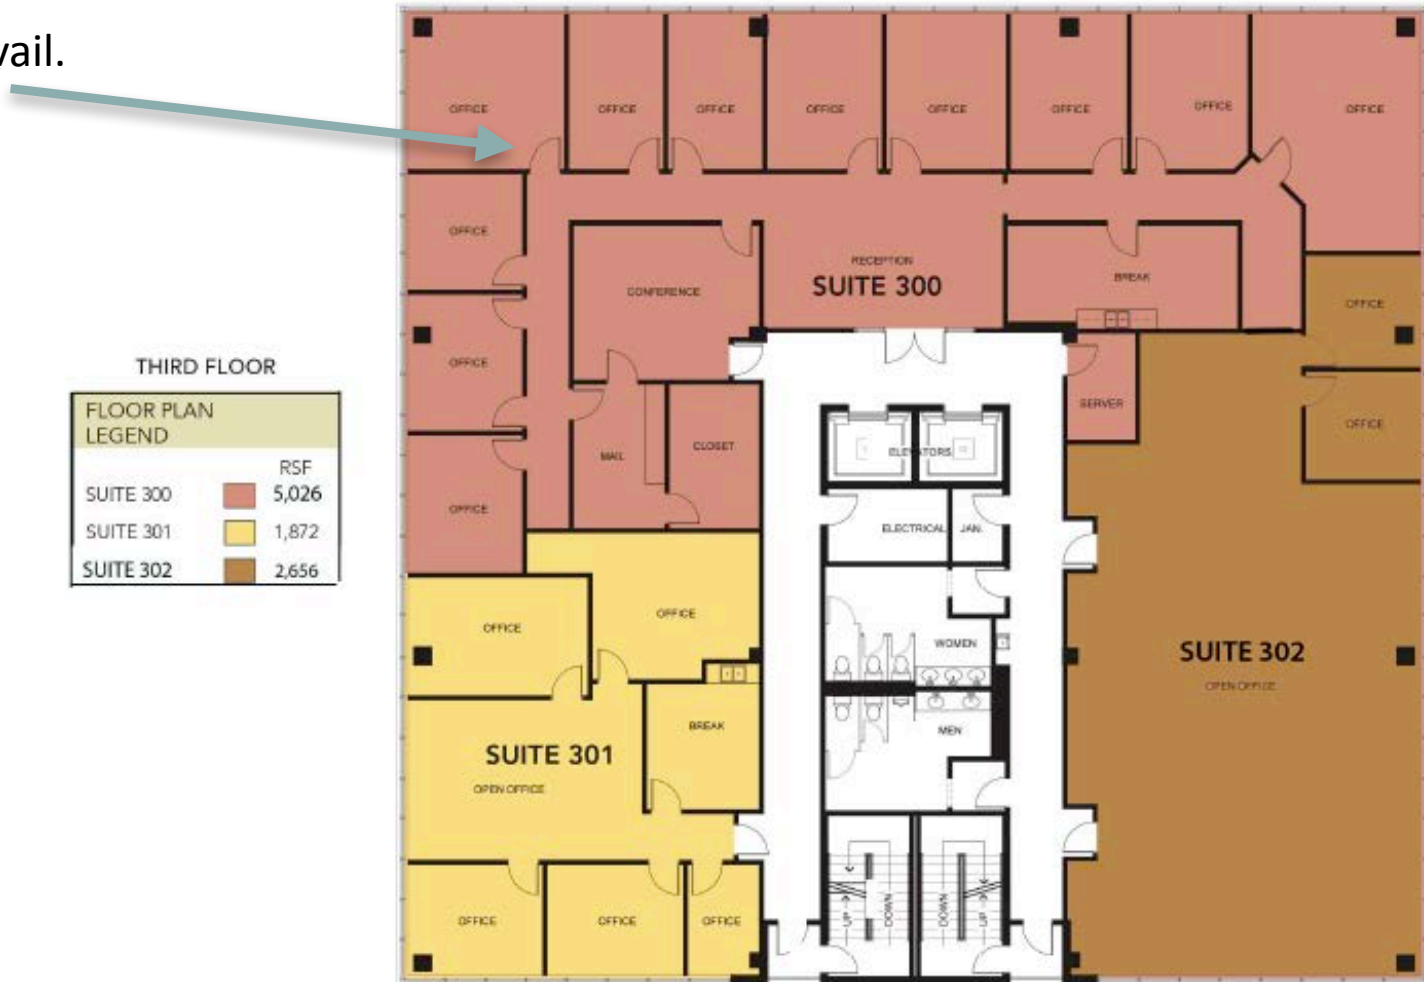 vail.
OFFICE OFFICE OFFICE OFFICE OFFICE OFFICE OFFICE OFFICE
OFFICE
OFFICE
OFFICE
CONFERENCE
MAIL
CLOSET
RECEPTION
SUITE 300
BREAK
SERVER
OFFICE
OFFICE
THIRD FLOOR
FLOOR PLAN
LEGEND
RSF
SUITE 300 5,026
SUITE 301 1,872
SUITE 302 2,656
ELEVATORS
ELECTRICAL JAN.
WOMEN
MEN
UP DOWN DOWN UP
OFFICE
OFFICE
BREAK
SUITE 301
OPEN OFFICE
OFFICE OFFICE OFFICE
SUITE 302
OPEN OFFICE